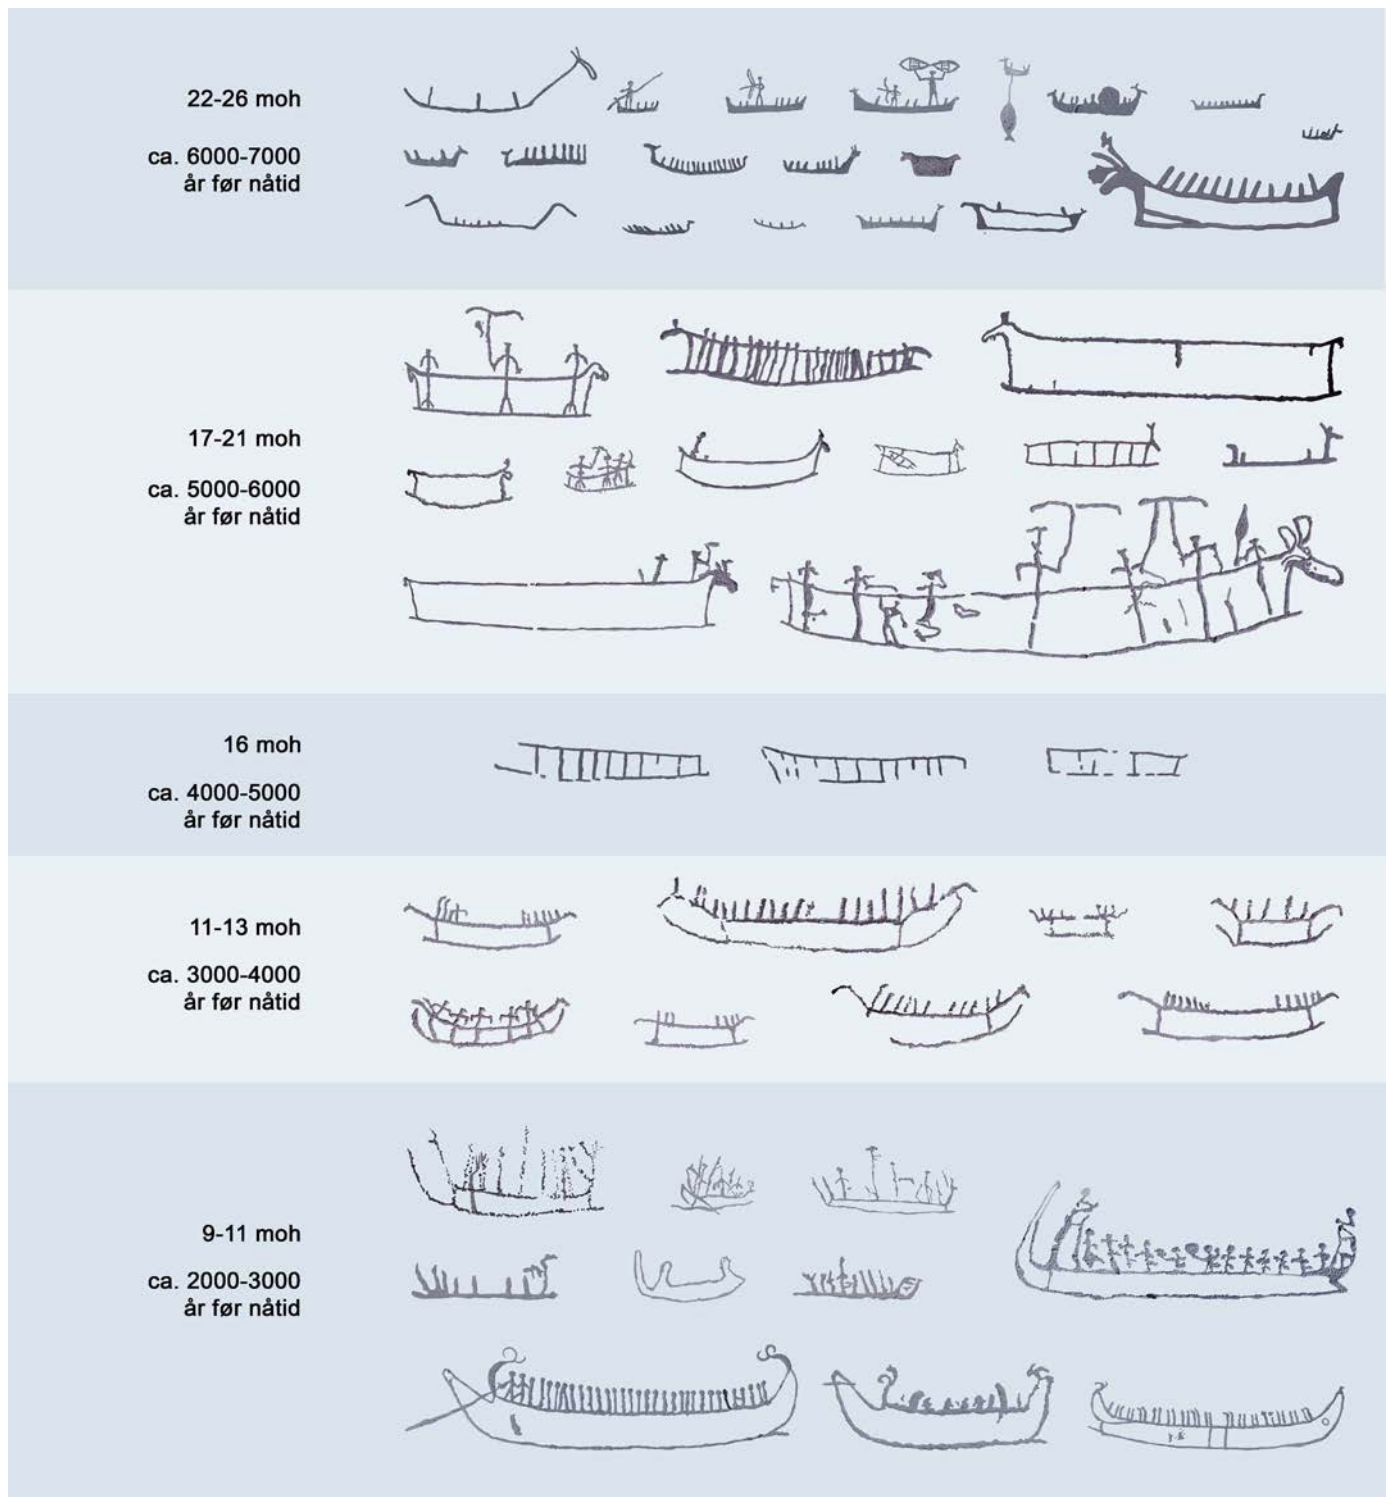 22-26 moh
ca. 6000-7000
år før nåtid
17-21 moh
ca. 5000-6000
år før nåtid
16 moh
ca. 4000-5000
år før nåtid
11-13 moh
ca. 3000-4000
år før nåtid
9-11 moh
ca. 2000-3000
år før nåtid